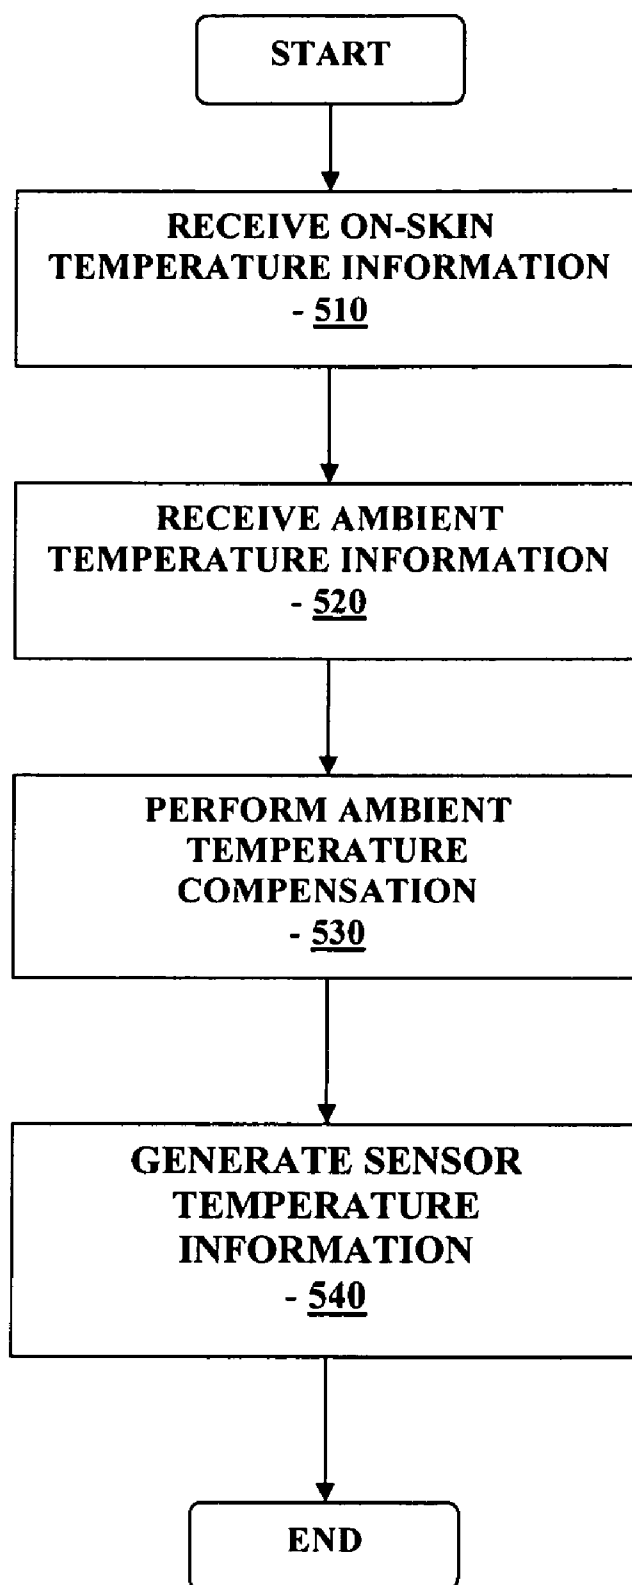 START
RECEIVE ON-SKIN
TEMPERATURE INFORMATION
- 510
RECEIVE AMBIENT
TEMPERATURE INFORMATION
- 520
PERFORM AMBIENT
TEMPERATURE
COMPENSATION
- 530
GENERATE SENSOR
TEMPERATURE
INFORMATION
- 540
END